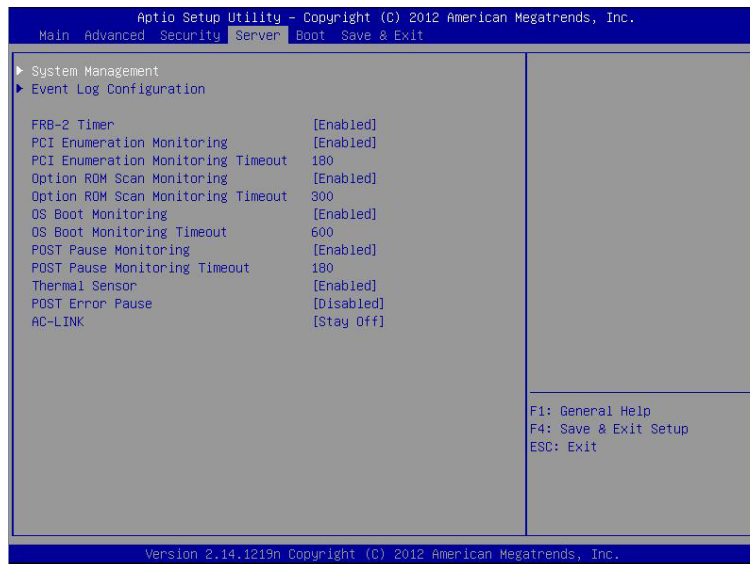 Aptio Setup Utility – Copyright (C) 2012 American Megatrends, Inc.
Main Advanced Security Server Boot Save & Exit
System Management
Event Log Configuration
FRB-2 Timer [Enabled]
PCI Enumeration Monitoring [Enabled]
PCI Enumeration Monitoring Timeout 180
Option ROM Scan Monitoring [Enabled]
Option ROM Scan Monitoring Timeout 300
OS Boot Monitoring [Enabled]
OS Boot Monitoring Timeout 600
POST Pause Monitoring [Enabled]
POST Pause Monitoring Timeout 180
Thermal Sensor [Enabled]
POST Error Pause [Disabled]
AC-LINK [Stay Off]
F1: General Help
F4: Save & Exit Setup
ESC: Exit
Version 2.14.1219n Copyright (C) 2012 American Megatrends, Inc.